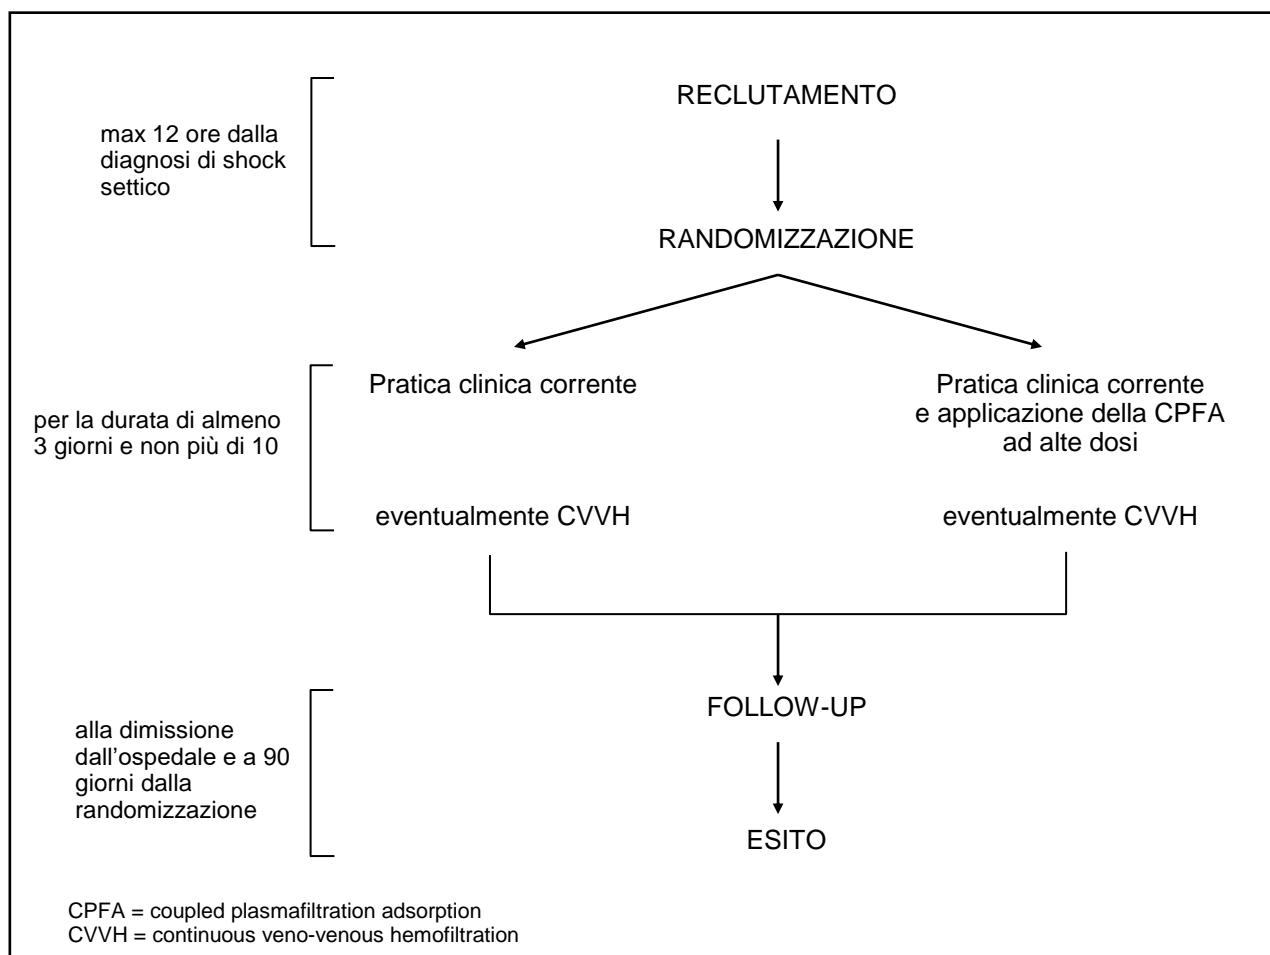 RECLUTAMENTO
max 12 ore dalla
diagnosi di shock
settico
RANDOMIZZAZIONE
per la durata di almeno
3 giorni e non più di 10
Pratica clinica corrente
Pratica clinica corrente
e applicazione della CPFA
ad alte dosi
eventualmente CVVH
eventualmente CVVH
alla dimissione
dall'ospedale e a 90
giorni dalla
randomizzazione
FOLLOW-UP
ESITO
CPFA = coupled plasmafiltration adsorption
CVVH = continuous veno-venous hemofiltration